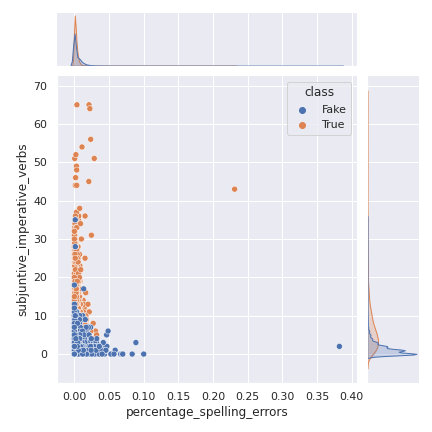 class
Fake
True
70
60
50
40
30
20
10
0
subjuntive_imperative_verbs
0.00 0.05 0.10 0.15 0.20 0.25 0.30 0.35 0.40
percentage_spelling_errors